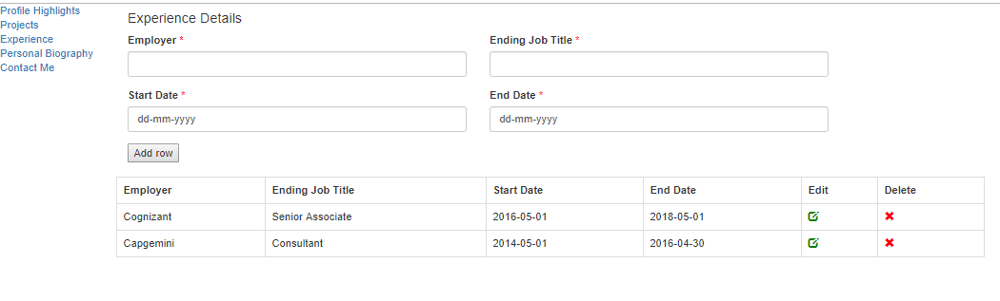 Profile Highlights
Projects
Experience
Personal Biography
Contact Me
Experience Details
Employer * Ending Job Title *
Start Date * End Date *
dd-mm-yyyy dd-mm-yyyy
Add row
Employer Ending Job Title Start Date End Date Edit Delete
Cognizant Senior Associate 2016-05-01 2018-05-01
Capgemini Consultant 2014-05-01 2016-04-30